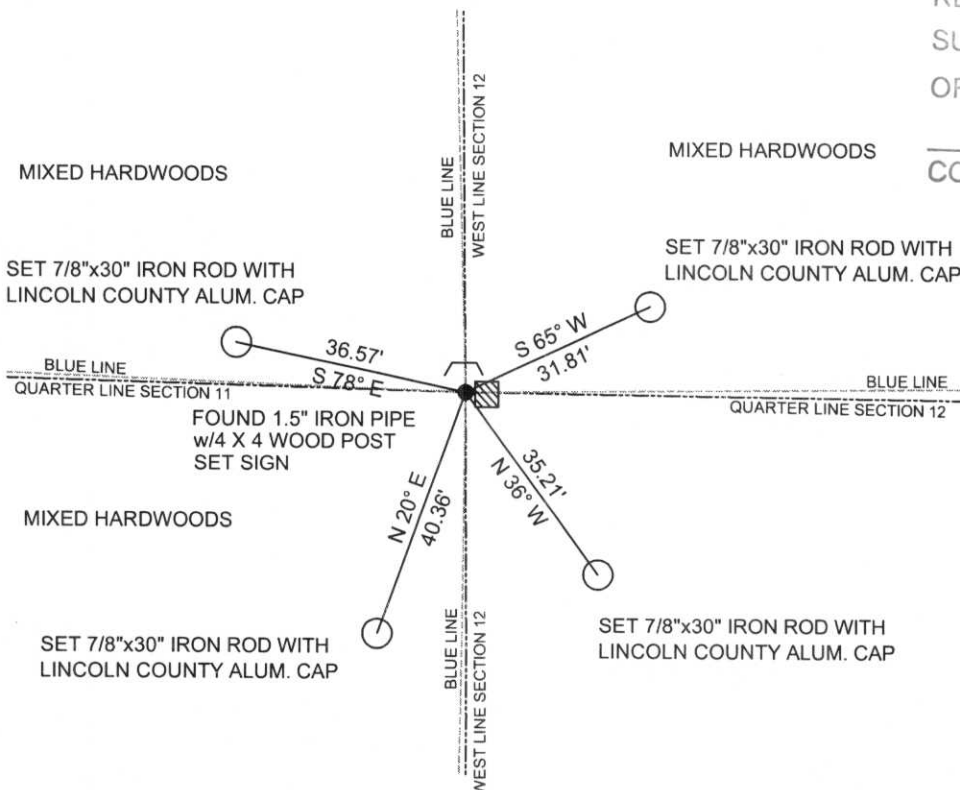 BLUE LINE
WEST LINE SECTION 12
MIXED HARDWOODS
MIXED HARDWOODS
SET 7/8"x30" IRON ROD WITH
LINCOLN COUNTY ALUM. CAP
SET 7/8"x30" IRON ROD WITH
LINCOLN COUNTY ALUM. CAP
36.57'
S 78° E
S 65° W
31.81'
BLUE LINE
QUARTER LINE SECTION 11
BLUE LINE
QUARTER LINE SECTION 12
FOUND 1.5" IRON PIPE
w/4 X 4 WOOD POST
SET SIGN
N 20° E
40.36'
35.21'
N 36° W
MIXED HARDWOODS
SET 7/8"x30" IRON ROD WITH
LINCOLN COUNTY ALUM. CAP
SET 7/8"x30" IRON ROD WITH
LINCOLN COUNTY ALUM. CAP
BLUE LINE
WEST LINE SECTION 12